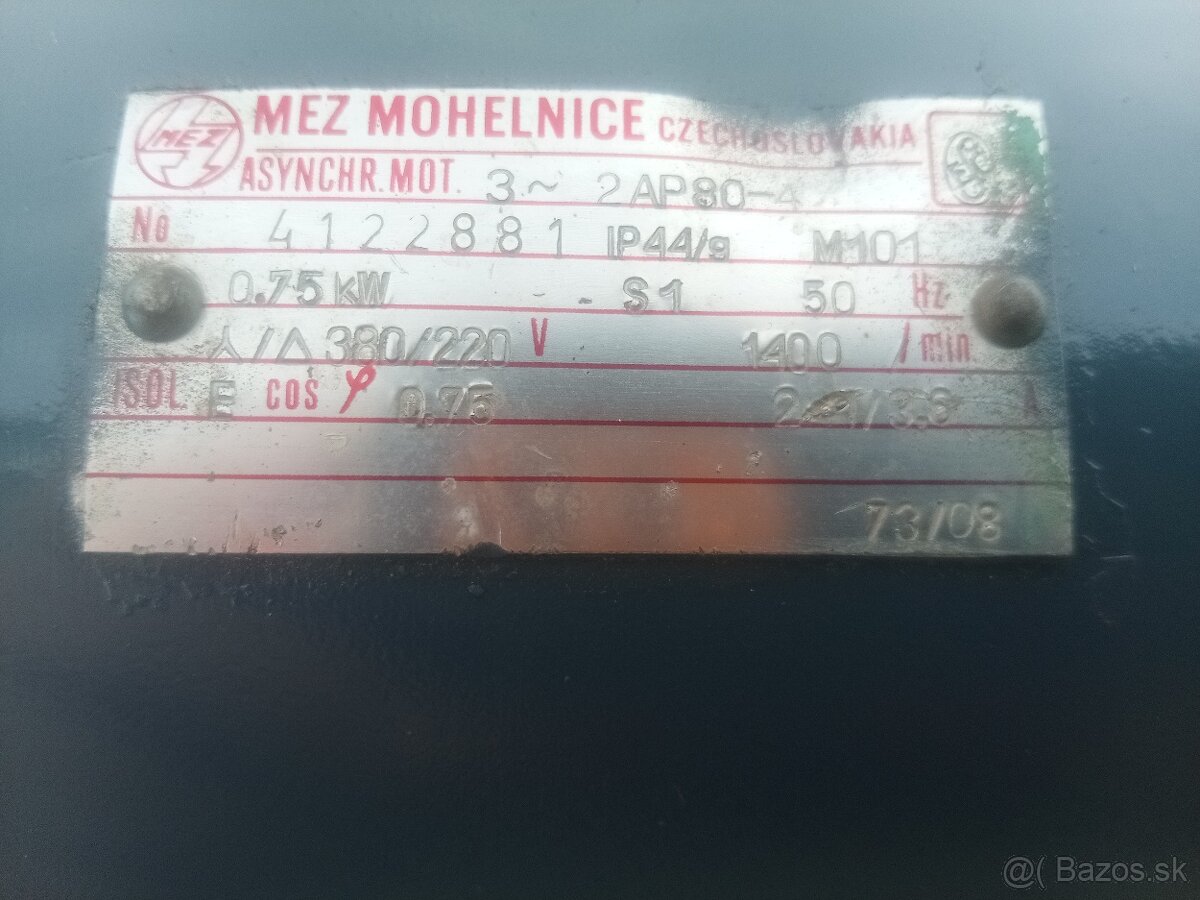 MEZ MEZ MOHELNICE CZECHOSLOVAKIA
ASYNCHR. MOT. 3~ 2AP80-4
No 4122881 IP44/g M101
0.75 kW - - S1 50 Hz
⅄/△ 380/220 V 1400 /min
ISOL E cos φ 0,75 A
73/08
@( Bazos.sk